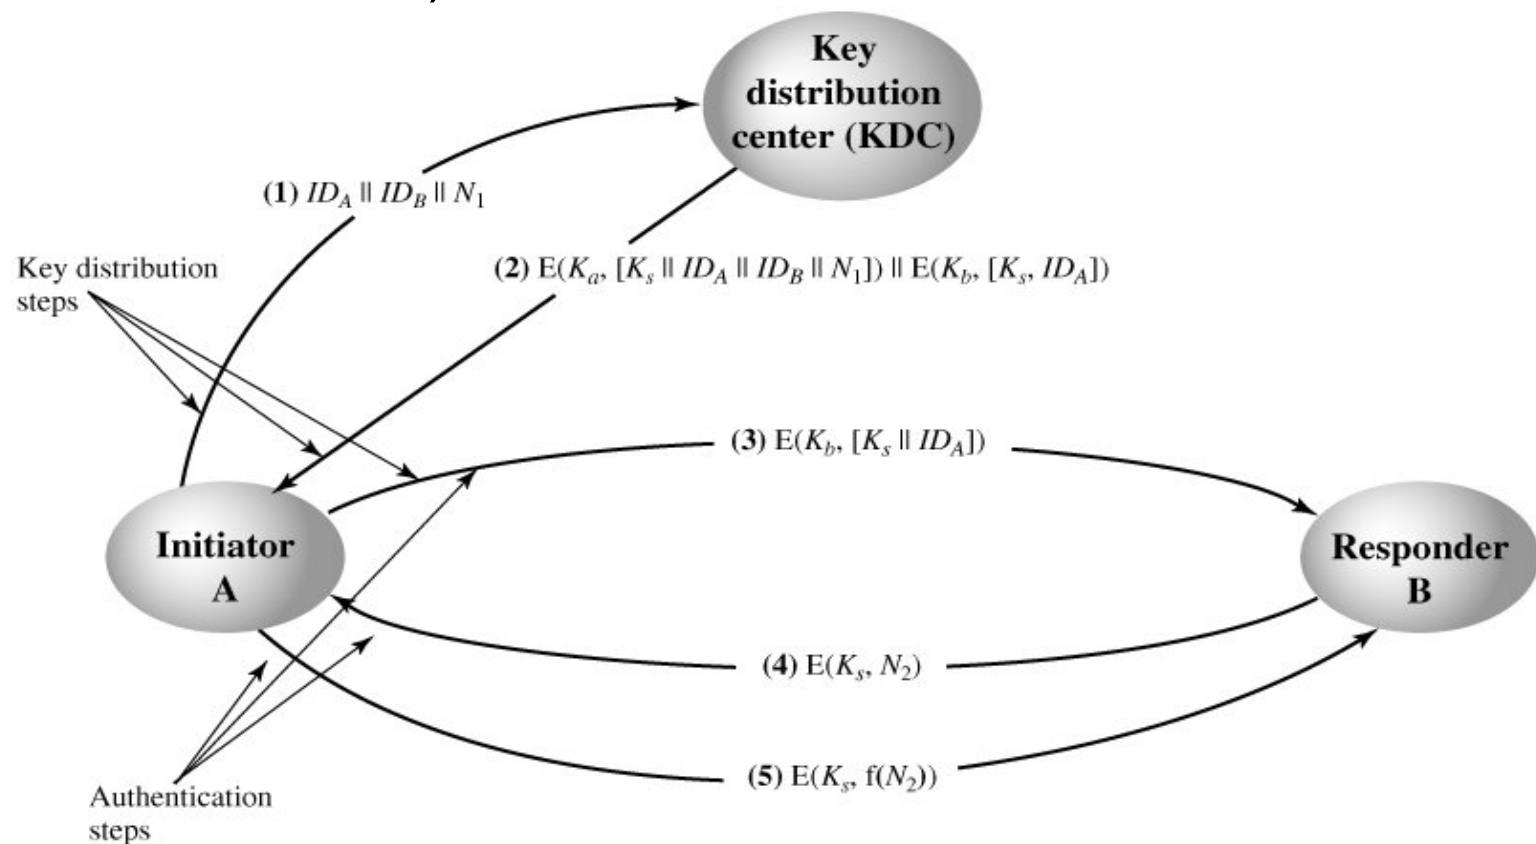 Key
distribution
center (KDC)
(1) ID_A || ID_B || N_1
(2) E(K_a, [K_s || ID_A || ID_B || N_1]) || E(K_b, [K_s, ID_A])
Key distribution
steps
(3) E(K_b, [K_s || ID_A])
Initiator
A
Responder
B
(4) E(K_s, N_2)
(5) E(K_s, f(N_2))
Authentication
steps